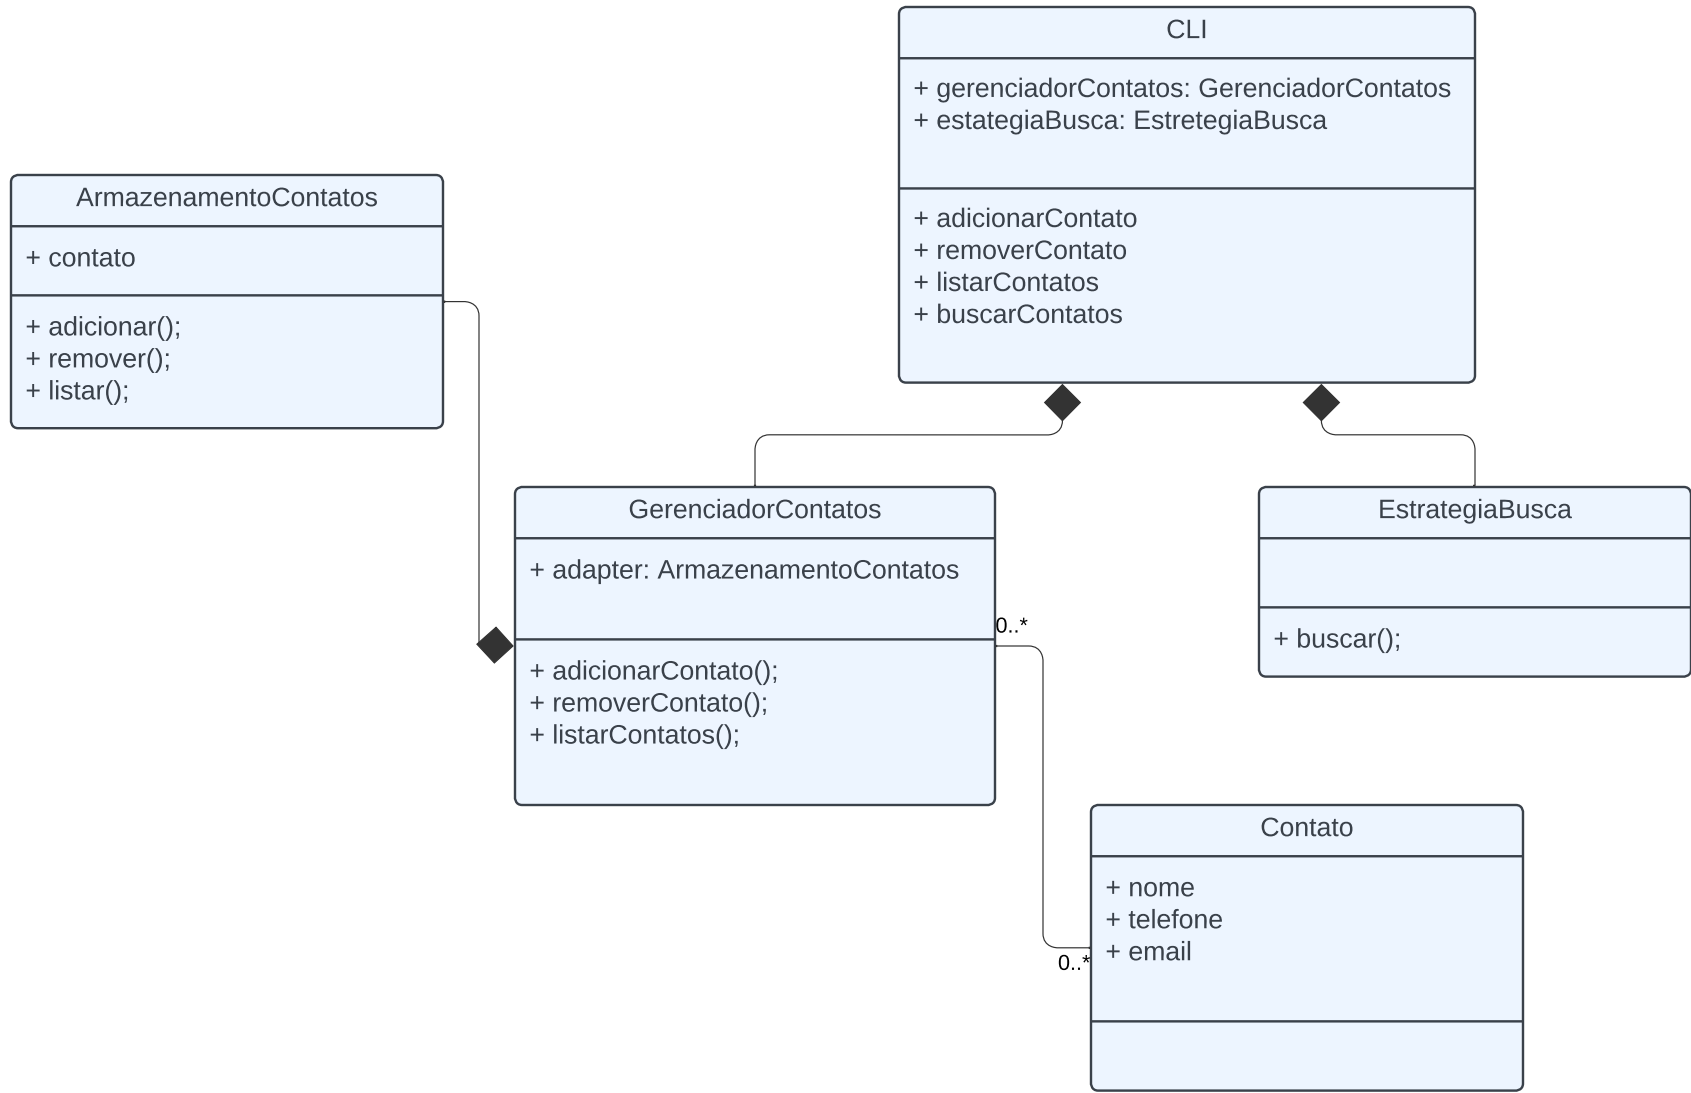 CLI
+ gerenciadorContatos: GerenciadorContatos
+ estategiaBusca: EstretegiaBusca
+ adicionarContato
+ removerContato
+ listarContatos
+ buscarContatos
ArmazenamentoContatos
+ contato
+ adicionar();
+ remover();
+ listar();
GerenciadorContatos
+ adapter: ArmazenamentoContatos
+ adicionarContato();
+ removerContato();
+ listarContatos();
0..*
EstrategiaBusca
+ buscar();
0..*
Contato
+ nome
+ telefone
+ email